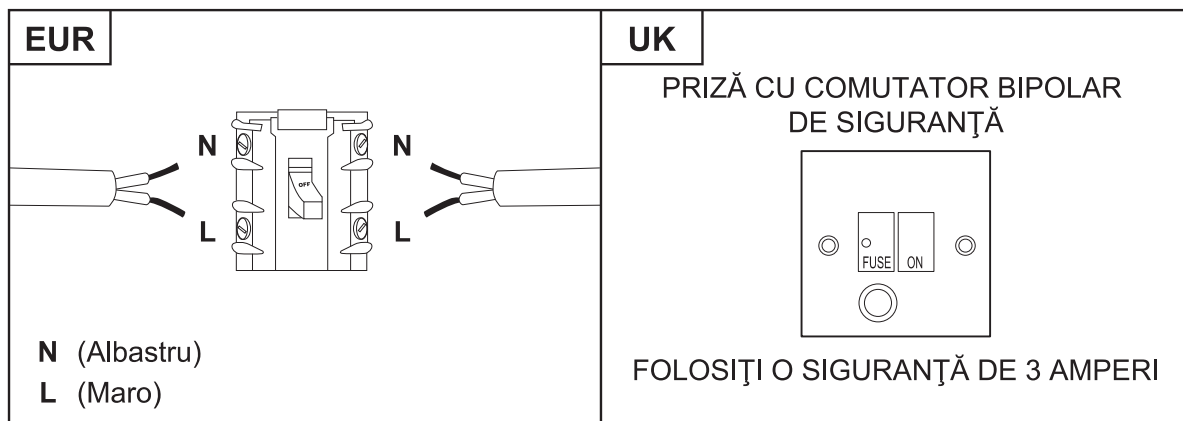 EUR
N N
OFF
L L
N (Albastru)
L (Maro)
UK
PRIZĂ CU COMUTATOR BIPOLAR
DE SIGURANŢĂ
FUSE ON
FOLOSIŢI O SIGURANŢĂ DE 3 AMPERI